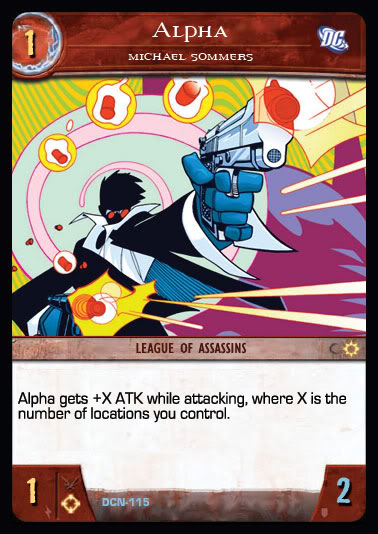 1
Alpha
DC
MICHAEL SOMMERS
LEAGUE OF ASSASSINS
C
Alpha gets +X ATK while attacking, where X is the
number of locations you control.
1
DCN-115
2